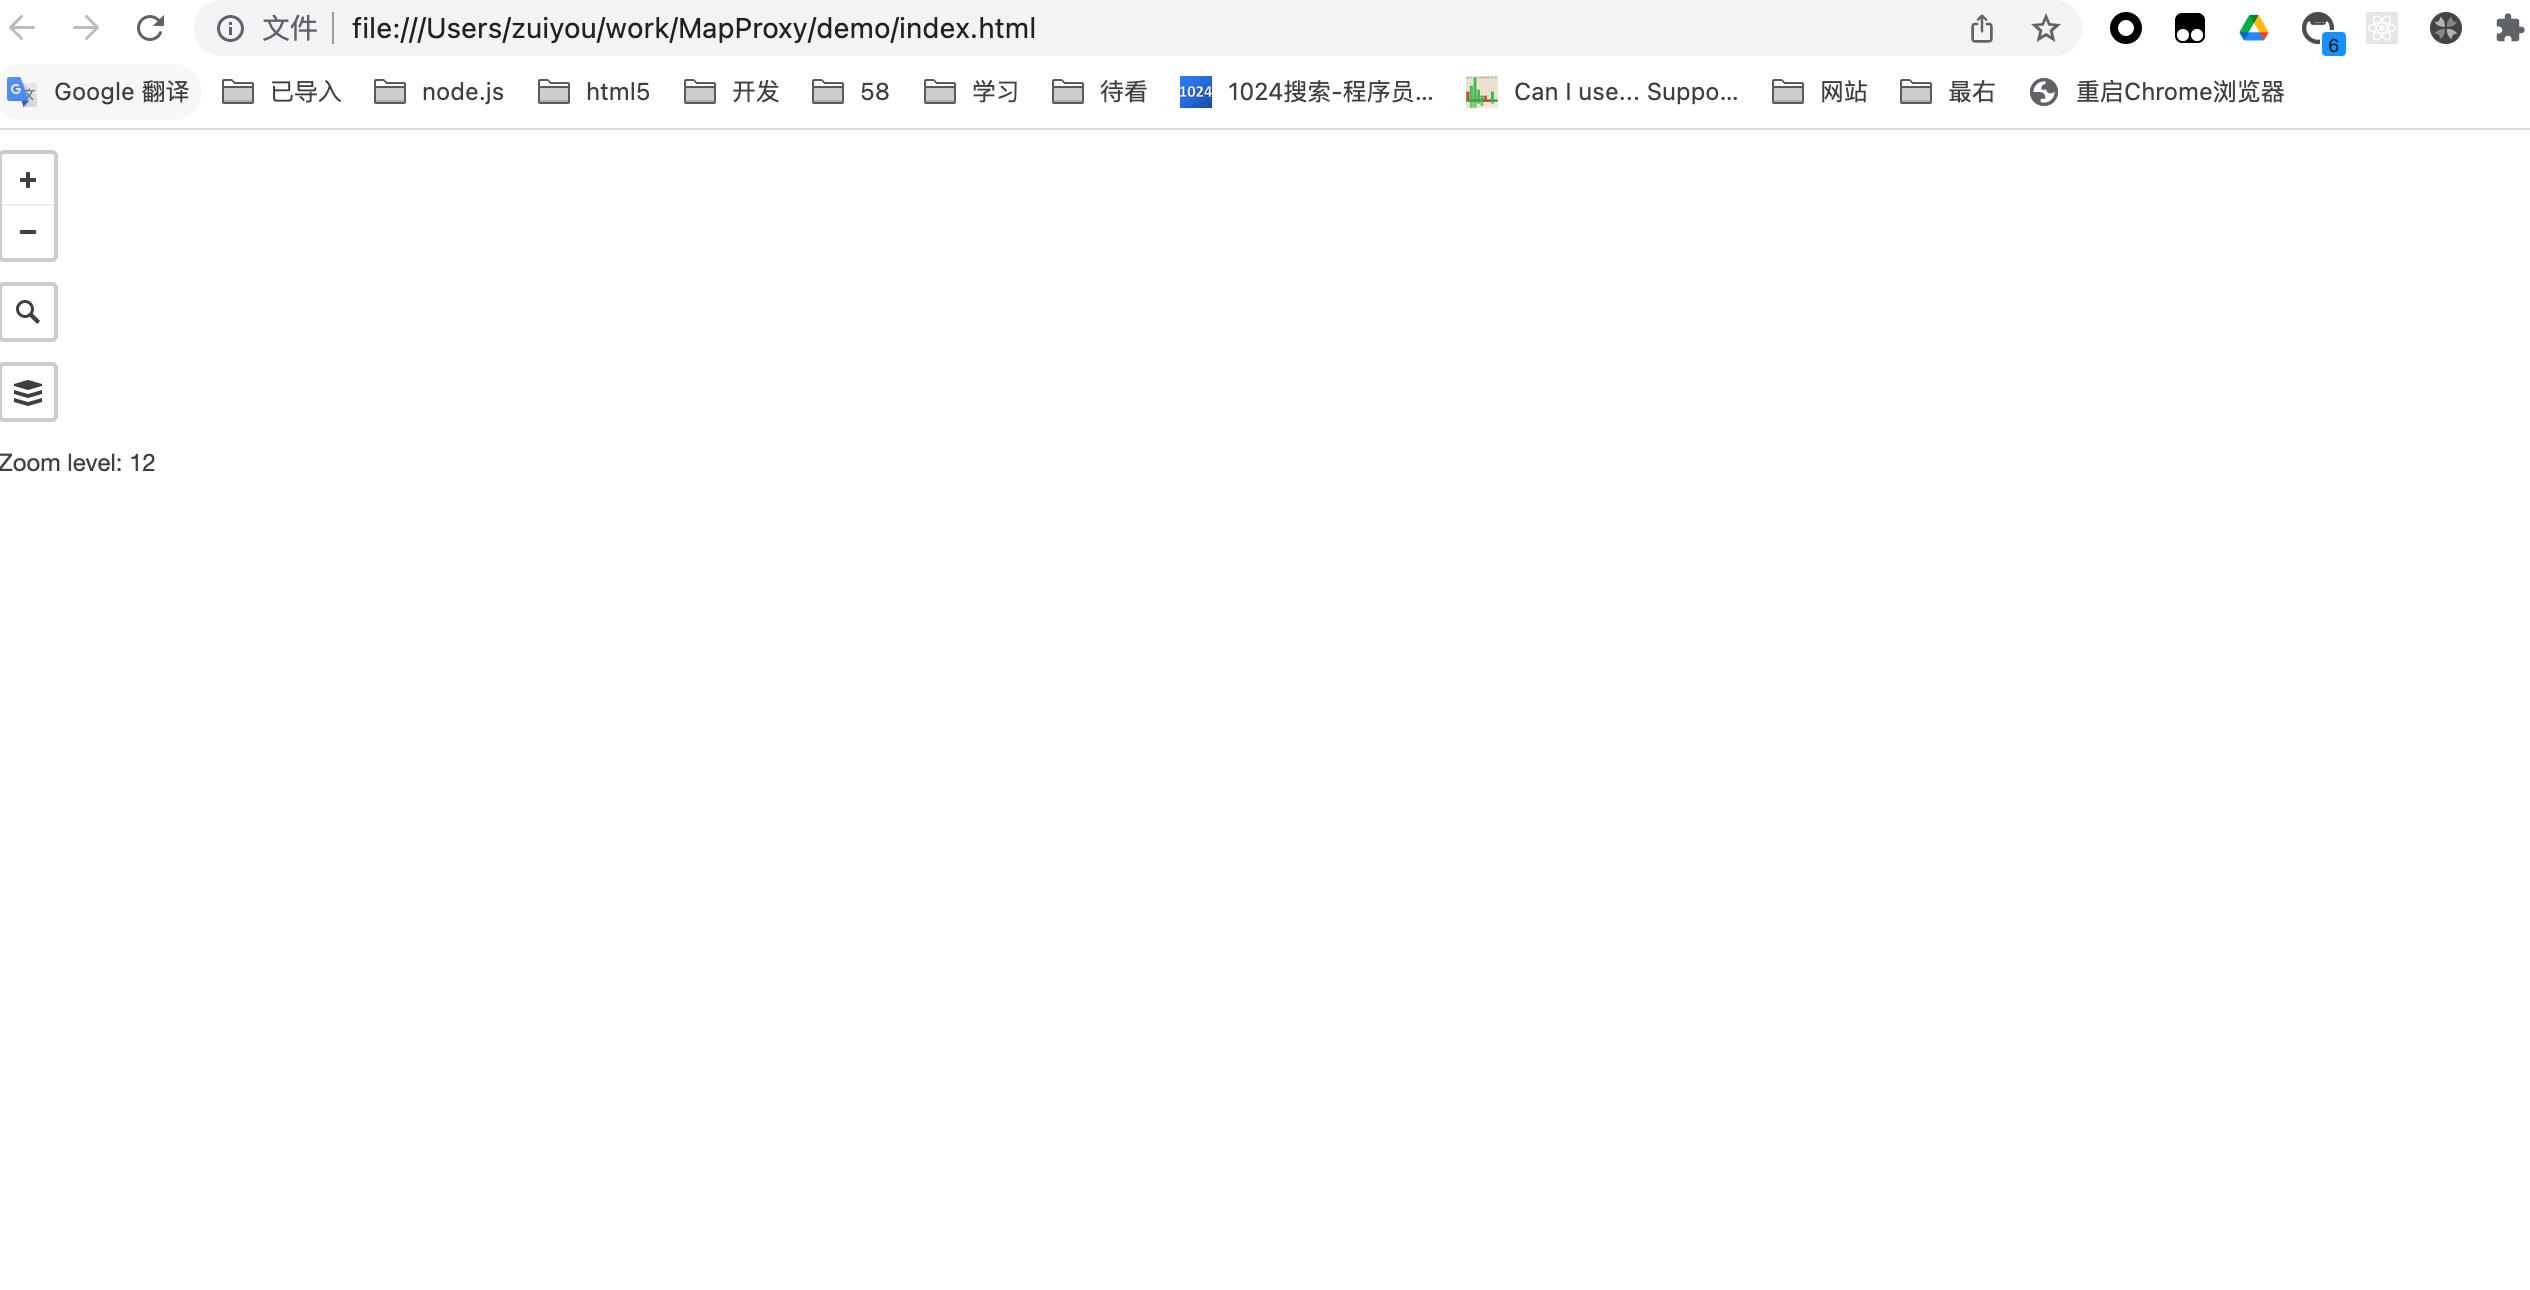 文件 file:///Users/zuiyou/work/MapProxy/demo/index.html
6
Google 翻译 已导入 node.js html5 开发 58 学习 待看 1024 1024搜索-程序员... Can I use... Suppo... 网站 最右 重启Chrome浏览器
+
−
Zoom level: 12